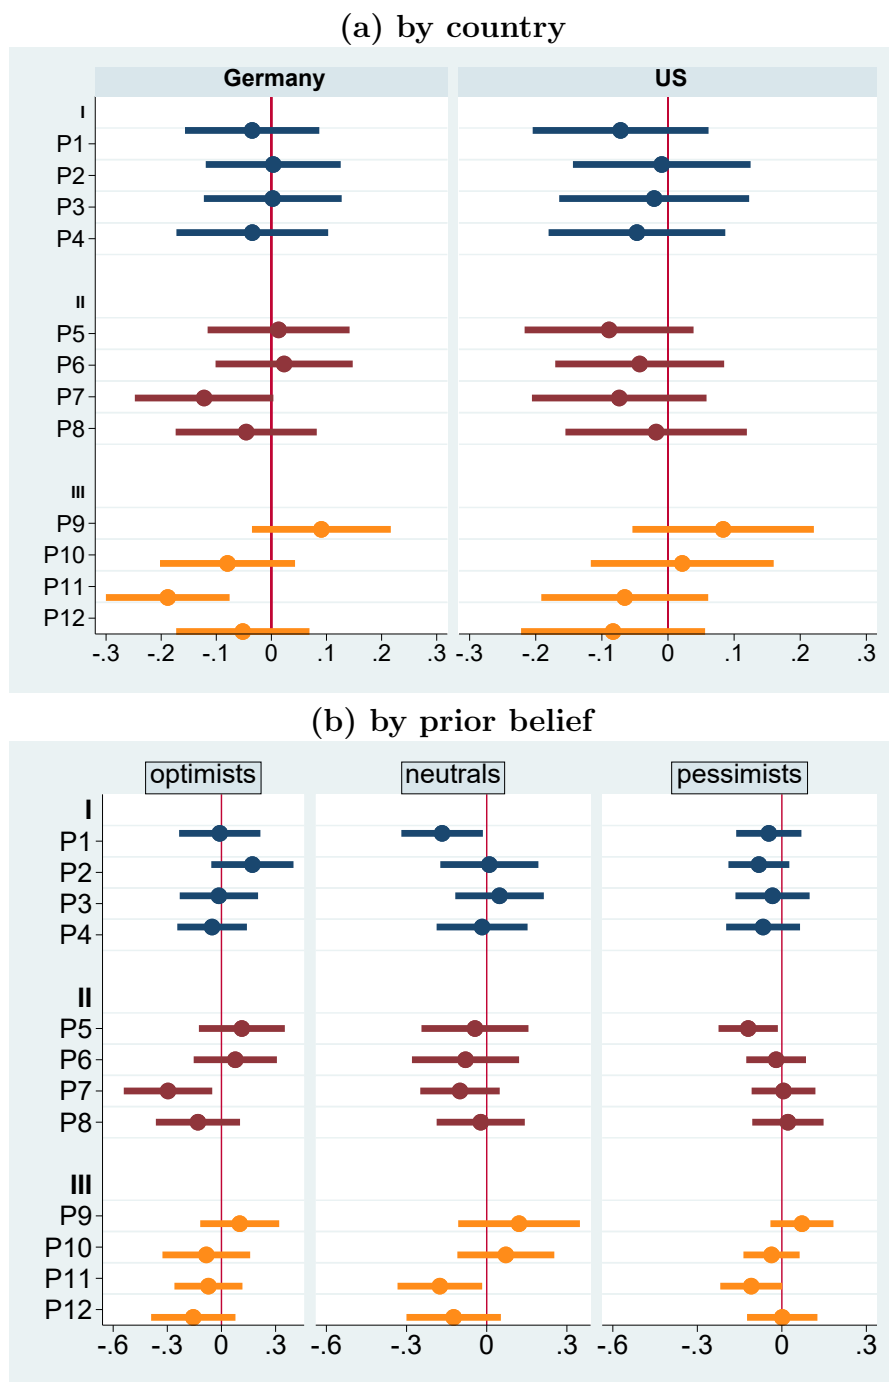 (a) by country
Germany US
I
P1
P2
P3
P4
II
P5
P6
P7
P8
III
P9
P10
P11
P12
-.3 -.2 -.1 0 .1 .2 .3 -.3 -.2 -.1 0 .1 .2 .3
(b) by prior belief
optimists neutrals pessimists
I
P1
P2
P3
P4
II
P5
P6
P7
P8
III
P9
P10
P11
P12
-.6 -.3 0 .3 -.6 -.3 0 .3 -.6 -.3 0 .3